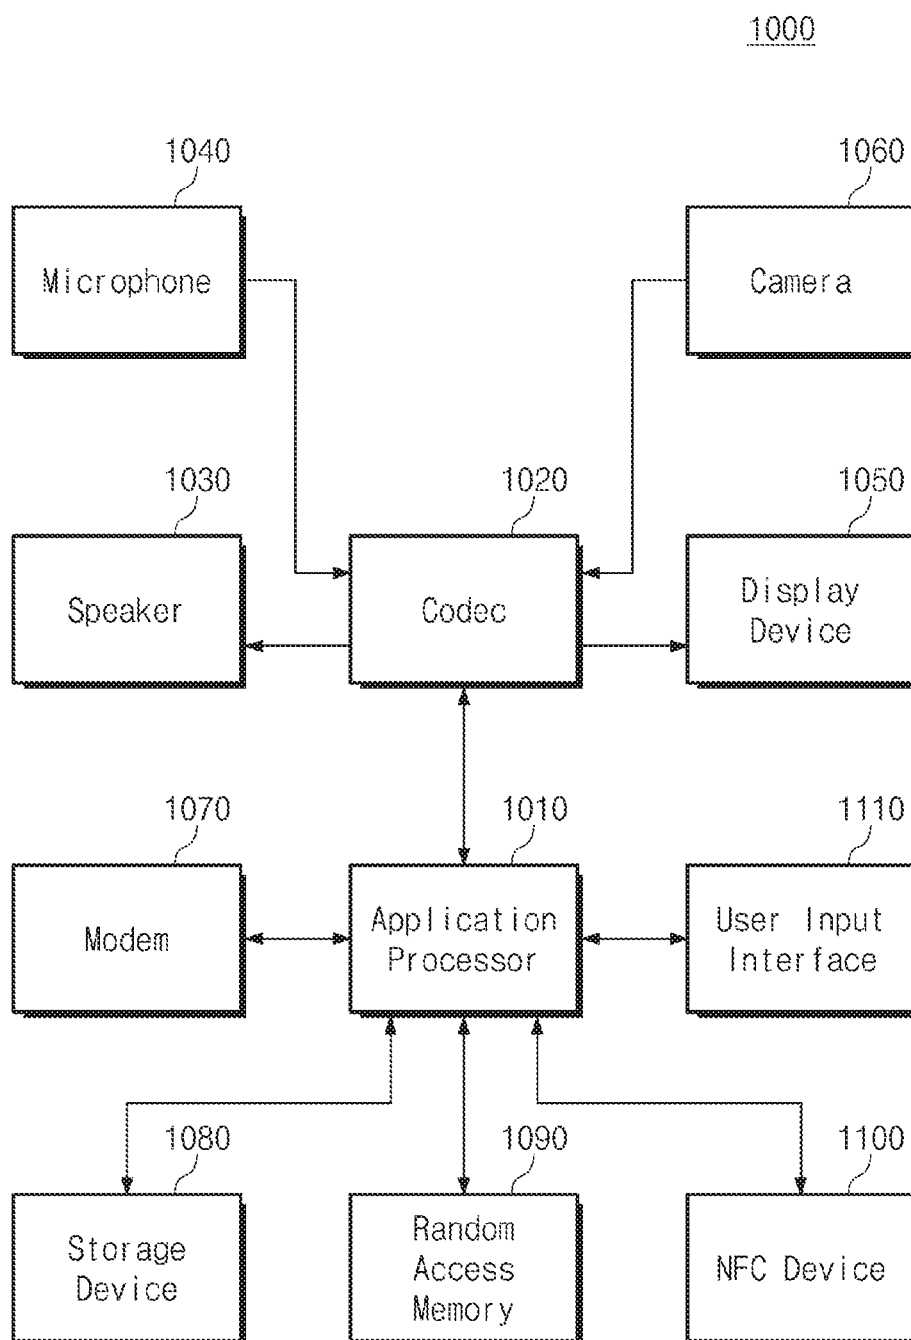 1000
1040
1060
Microphone
Camera
1030
1020
1050
Speaker
Codec
Display
Device
1070
1010
1110
Modem
Application
Processor
User Input
Interface
1080
1090
1100
Storage
Device
Random
Access
Memory
NFC Device